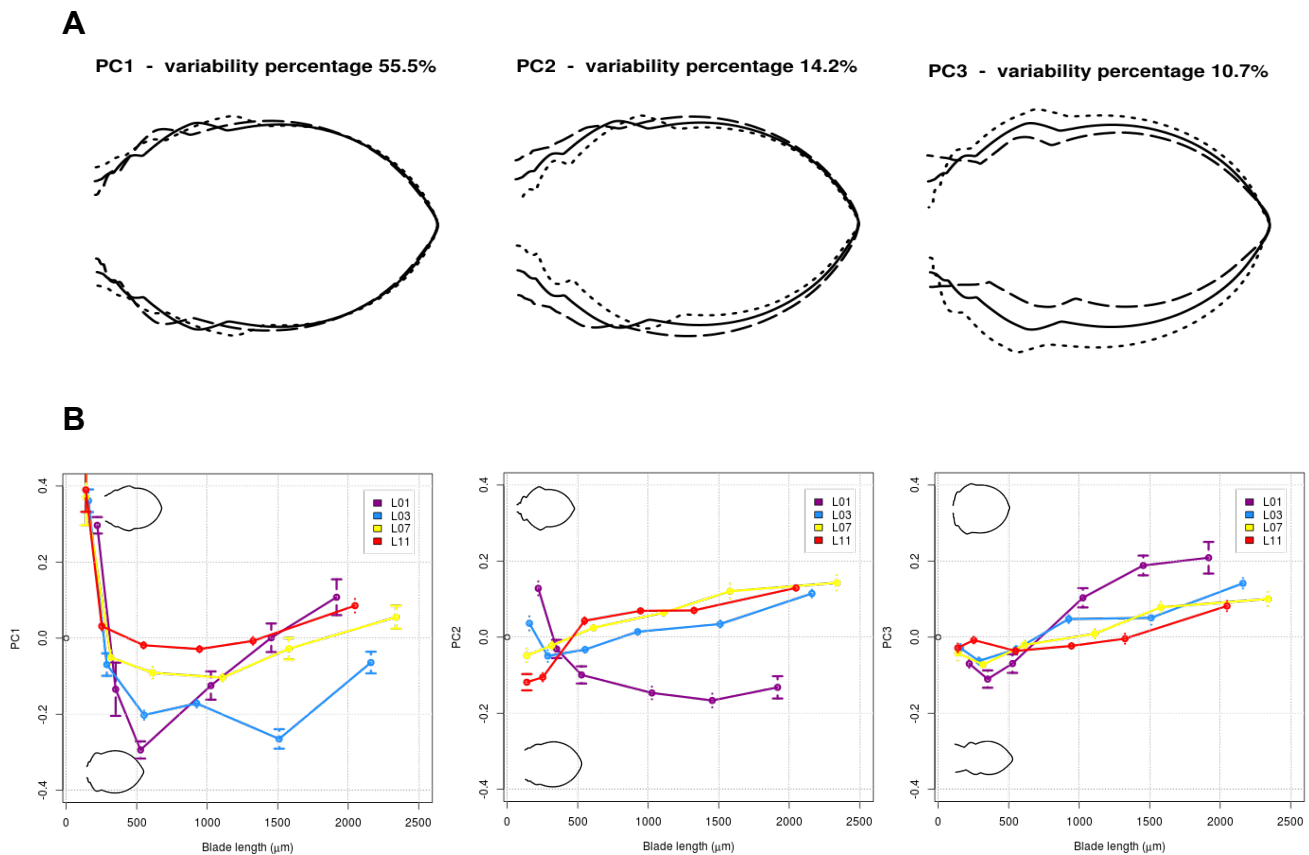 A
PC1 - variability percentage 55.5%
PC2 - variability percentage 14.2%
PC3 - variability percentage 10.7%
B
PC1
0.4
0.2
0.0
-0.2
-0.4
L01
L03
L07
L11
0 500 1000 1500 2000 2500
Blade length (μm)
PC2
0.4
0.2
0.0
-0.2
-0.4
L01
L03
L07
L11
0 500 1000 1500 2000 2500
Blade length (μm)
PC3
0.4
0.2
0.0
-0.2
-0.4
L01
L03
L07
L11
0 500 1000 1500 2000 2500
Blade length (μm)